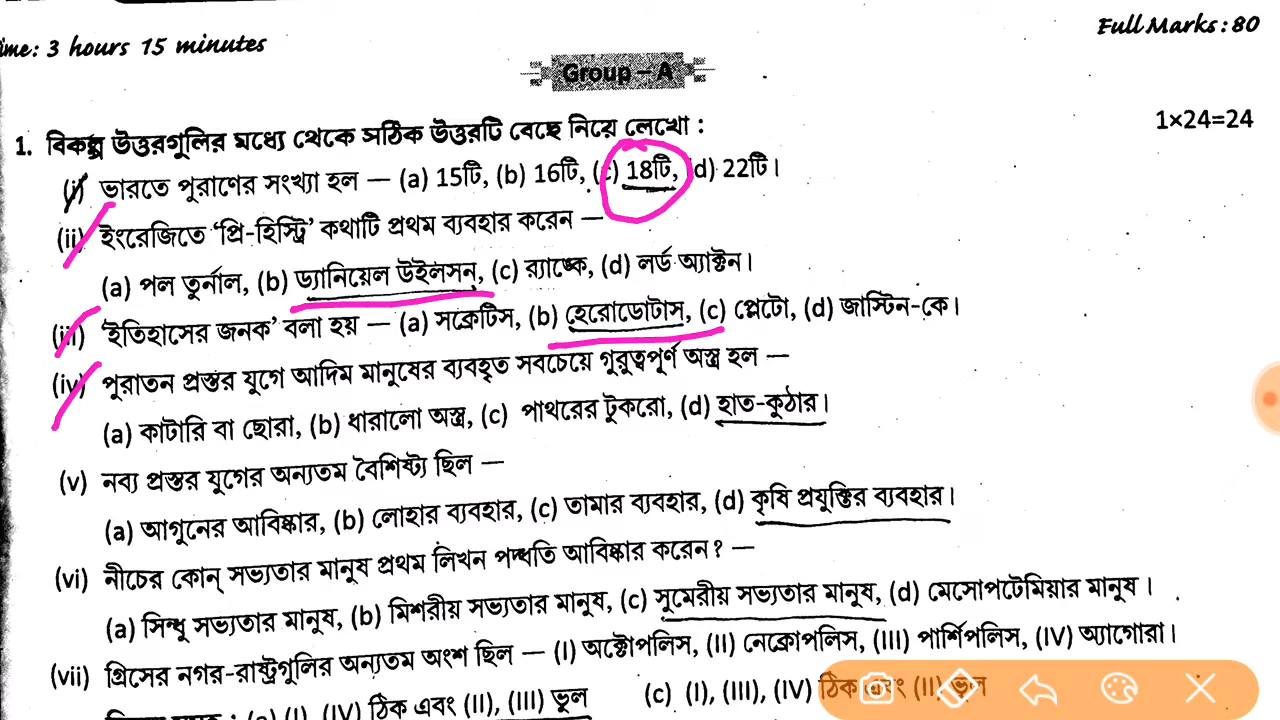 ime: 3 hours 15 minutes
Full Marks: 80
Group – A
1. বিকল্প উত্তরগুলির মধ্যে থেকে সঠিক উত্তরটি বেছে নিয়ে লেখো : 1×24=24
(i) ভারতে পুরাণের সংখ্যা হল — (a) 15টি, (b) 16টি, (c) 18টি, (d) 22টি।
(ii) ইংরেজিতে ‘প্রি-হিস্ট্রি’ কথাটি প্রথম ব্যবহার করেন —
(a) পল তুর্নাল, (b) ড্যানিয়েল উইলসন, (c) র‍্যাঙ্কে, (d) লর্ড অ্যাক্টন।
(iii) ‘ইতিহাসের জনক’ বলা হয় — (a) সক্রেটিস, (b) হেরোডোটাস, (c) প্লেটো, (d) জাস্টিন-কে।
(iv) পুরাতন প্রস্তর যুগে আদিম মানুষের ব্যবহৃত সবচেয়ে গুরুত্বপূর্ণ অস্ত্র হল —
(a) কাটারি বা ছোরা, (b) ধারালো অস্ত্র, (c) পাথরের টুকরো, (d) হাত-কুঠার।
(v) নব্য প্রস্তর যুগের অন্যতম বৈশিষ্ট্য ছিল —
(a) আগুনের আবিষ্কার, (b) লোহার ব্যবহার, (c) তামার ব্যবহার, (d) কৃষি প্রযুক্তির ব্যবহার।
(vi) নীচের কোন্ সভ্যতার মানুষ প্রথম লিখন পদ্ধতি আবিষ্কার করেন? —
(a) সিন্ধু সভ্যতার মানুষ, (b) মিশরীয় সভ্যতার মানুষ, (c) সুমেরীয় সভ্যতার মানুষ, (d) মেসোপটেমিয়ার মানুষ।
(vii) গ্রিসের নগর-রাষ্ট্রগুলির অন্যতম অংশ ছিল — (I) অক্টোপলিস, (II) নেক্রোপলিস, (III) পার্শিপলিস, (IV) অ্যাগোরা।
(I), (IV) ঠিক এবং (II), (III) ভুল (c) (I), (III), (IV) ঠিক এবং (II) ভুল